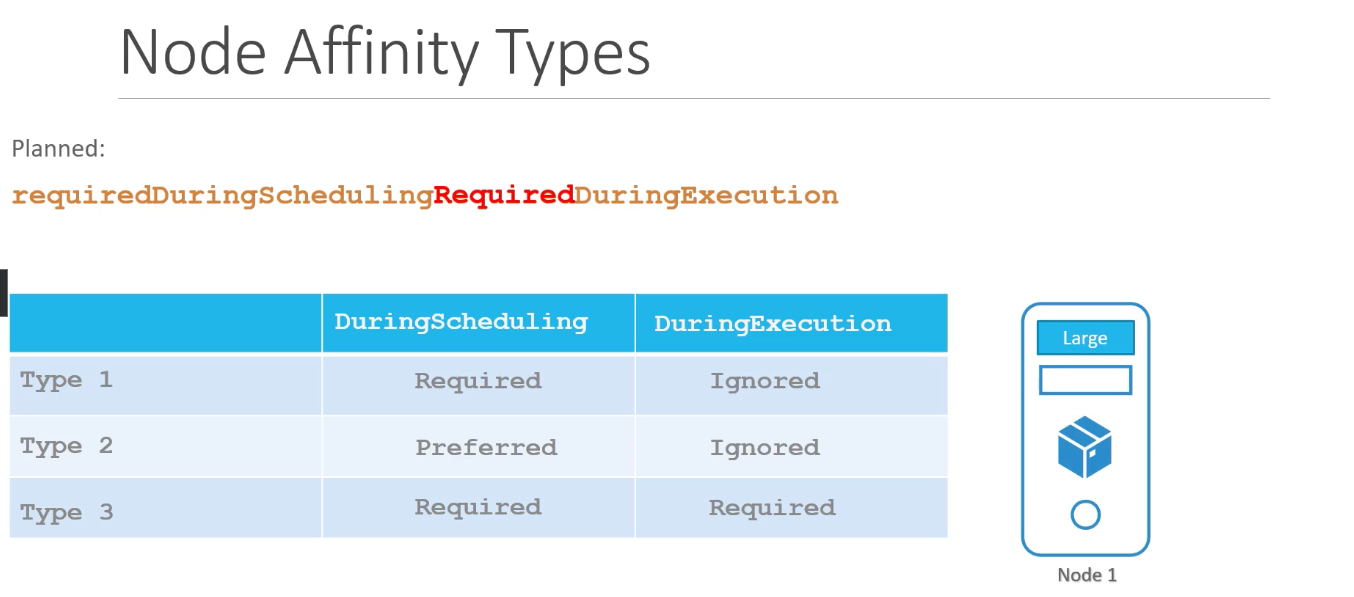 Node Affinity Types
Planned:
requiredDuringSchedulingRequiredDuringExecution
DuringScheduling DuringExecution
Type 1 Required Ignored
Type 2 Preferred Ignored
Type 3 Required Required
Large
Node 1